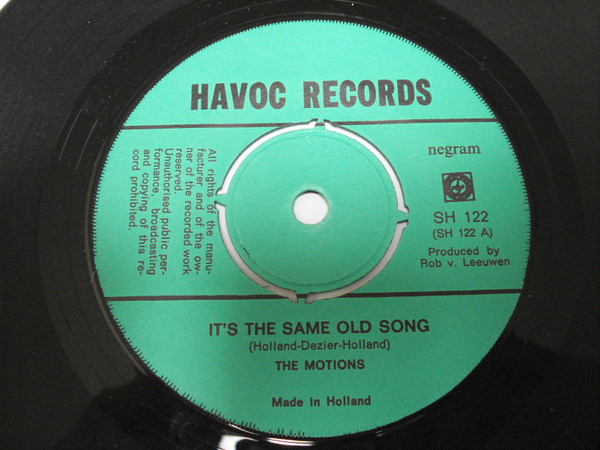 HAVOC RECORDS
All rights of the manu-
facturer and of the ow-
ner of the recorded work
reserved.
Unauthorised public per-
formance, broadcasting
and copying of this re-
cord prohibited.
negram
SH 122
(SH 122 A)
Produced by
Rob v. Leeuwen
IT'S THE SAME OLD SONG
(Holland-Dezier-Holland)
THE MOTIONS
Made in Holland